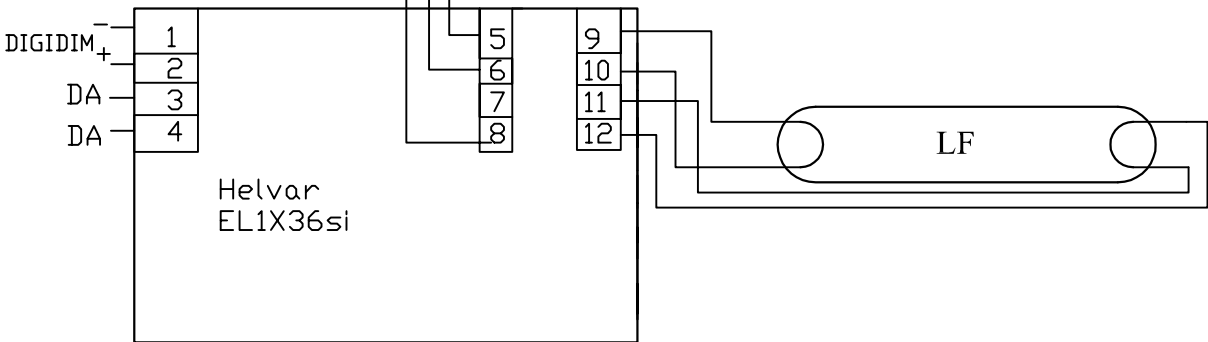 DIGIDIM - +
DA
DA
1
2
3
4
5
6
7
8
9
10
11
12
LF
Helvar
EL1X36si